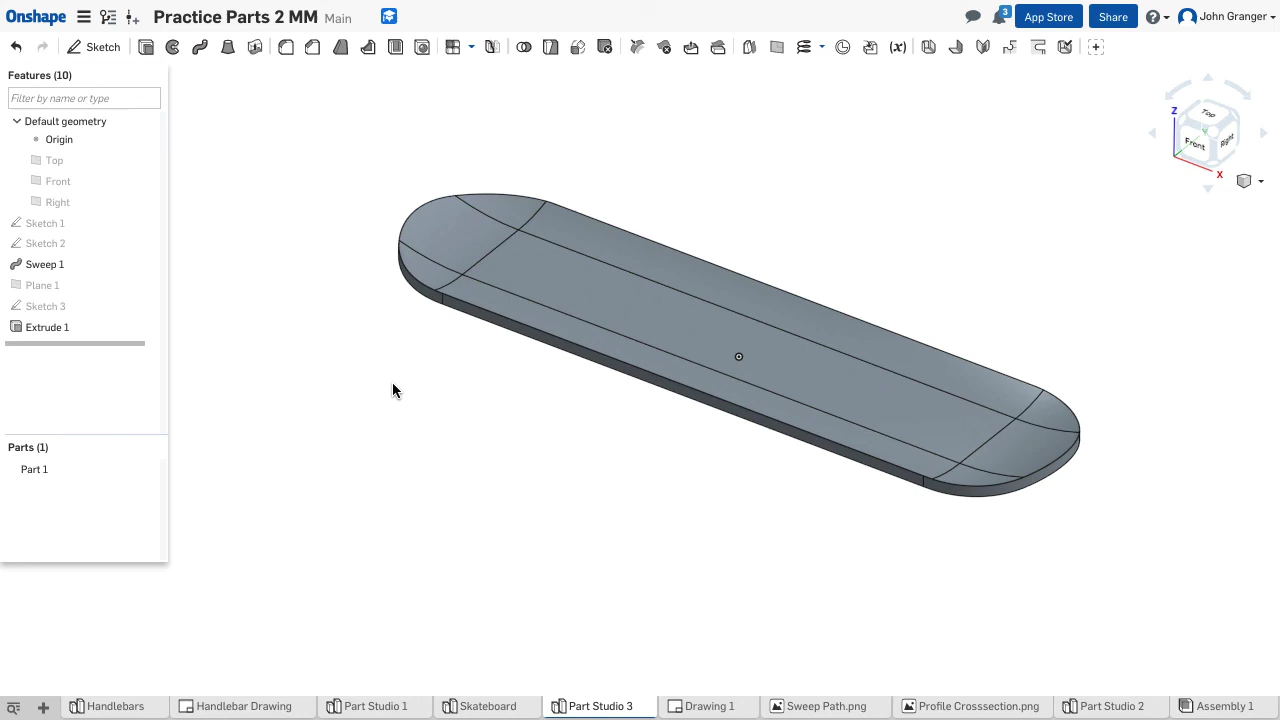 Onshape Practice Parts 2 MM Main 3 App Store Share John Granger
Sketch (x)
Features (10)
Filter by name or type
Default geometry
Origin
Top
Front
Right
Sketch 1
Sketch 2
Sweep 1
Plane 1
Sketch 3
Extrude 1
Parts (1)
Part 1
Z
Top
Y
Front Right
X
Handlebars Handlebar Drawing Part Studio 1 Skateboard Part Studio 3 Drawing 1 Sweep Path.png Profile Crosssection.png Part Studio 2 Assembly 1